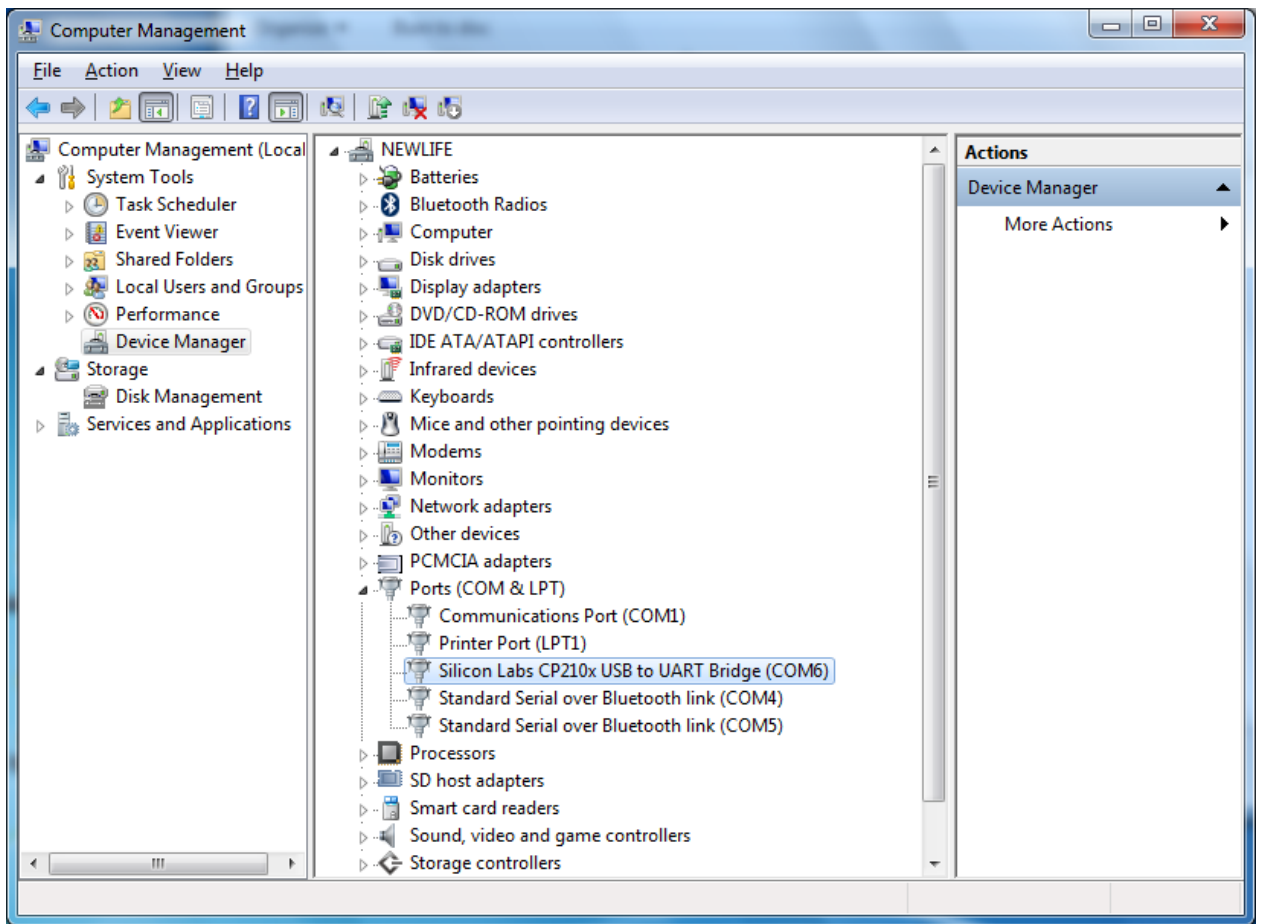 Computer Management
File Action View Help
Computer Management (Local
System Tools
Task Scheduler
Event Viewer
Shared Folders
Local Users and Groups
Performance
Device Manager
Storage
Disk Management
Services and Applications
NEWLIFE
Batteries
Bluetooth Radios
Computer
Disk drives
Display adapters
DVD/CD-ROM drives
IDE ATA/ATAPI controllers
Infrared devices
Keyboards
Mice and other pointing devices
Modems
Monitors
Network adapters
Other devices
PCMCIA adapters
Ports (COM & LPT)
Communications Port (COM1)
Printer Port (LPT1)
Silicon Labs CP210x USB to UART Bridge (COM6)
Standard Serial over Bluetooth link (COM4)
Standard Serial over Bluetooth link (COM5)
Processors
SD host adapters
Smart card readers
Sound, video and game controllers
Storage controllers
Actions
Device Manager
More Actions